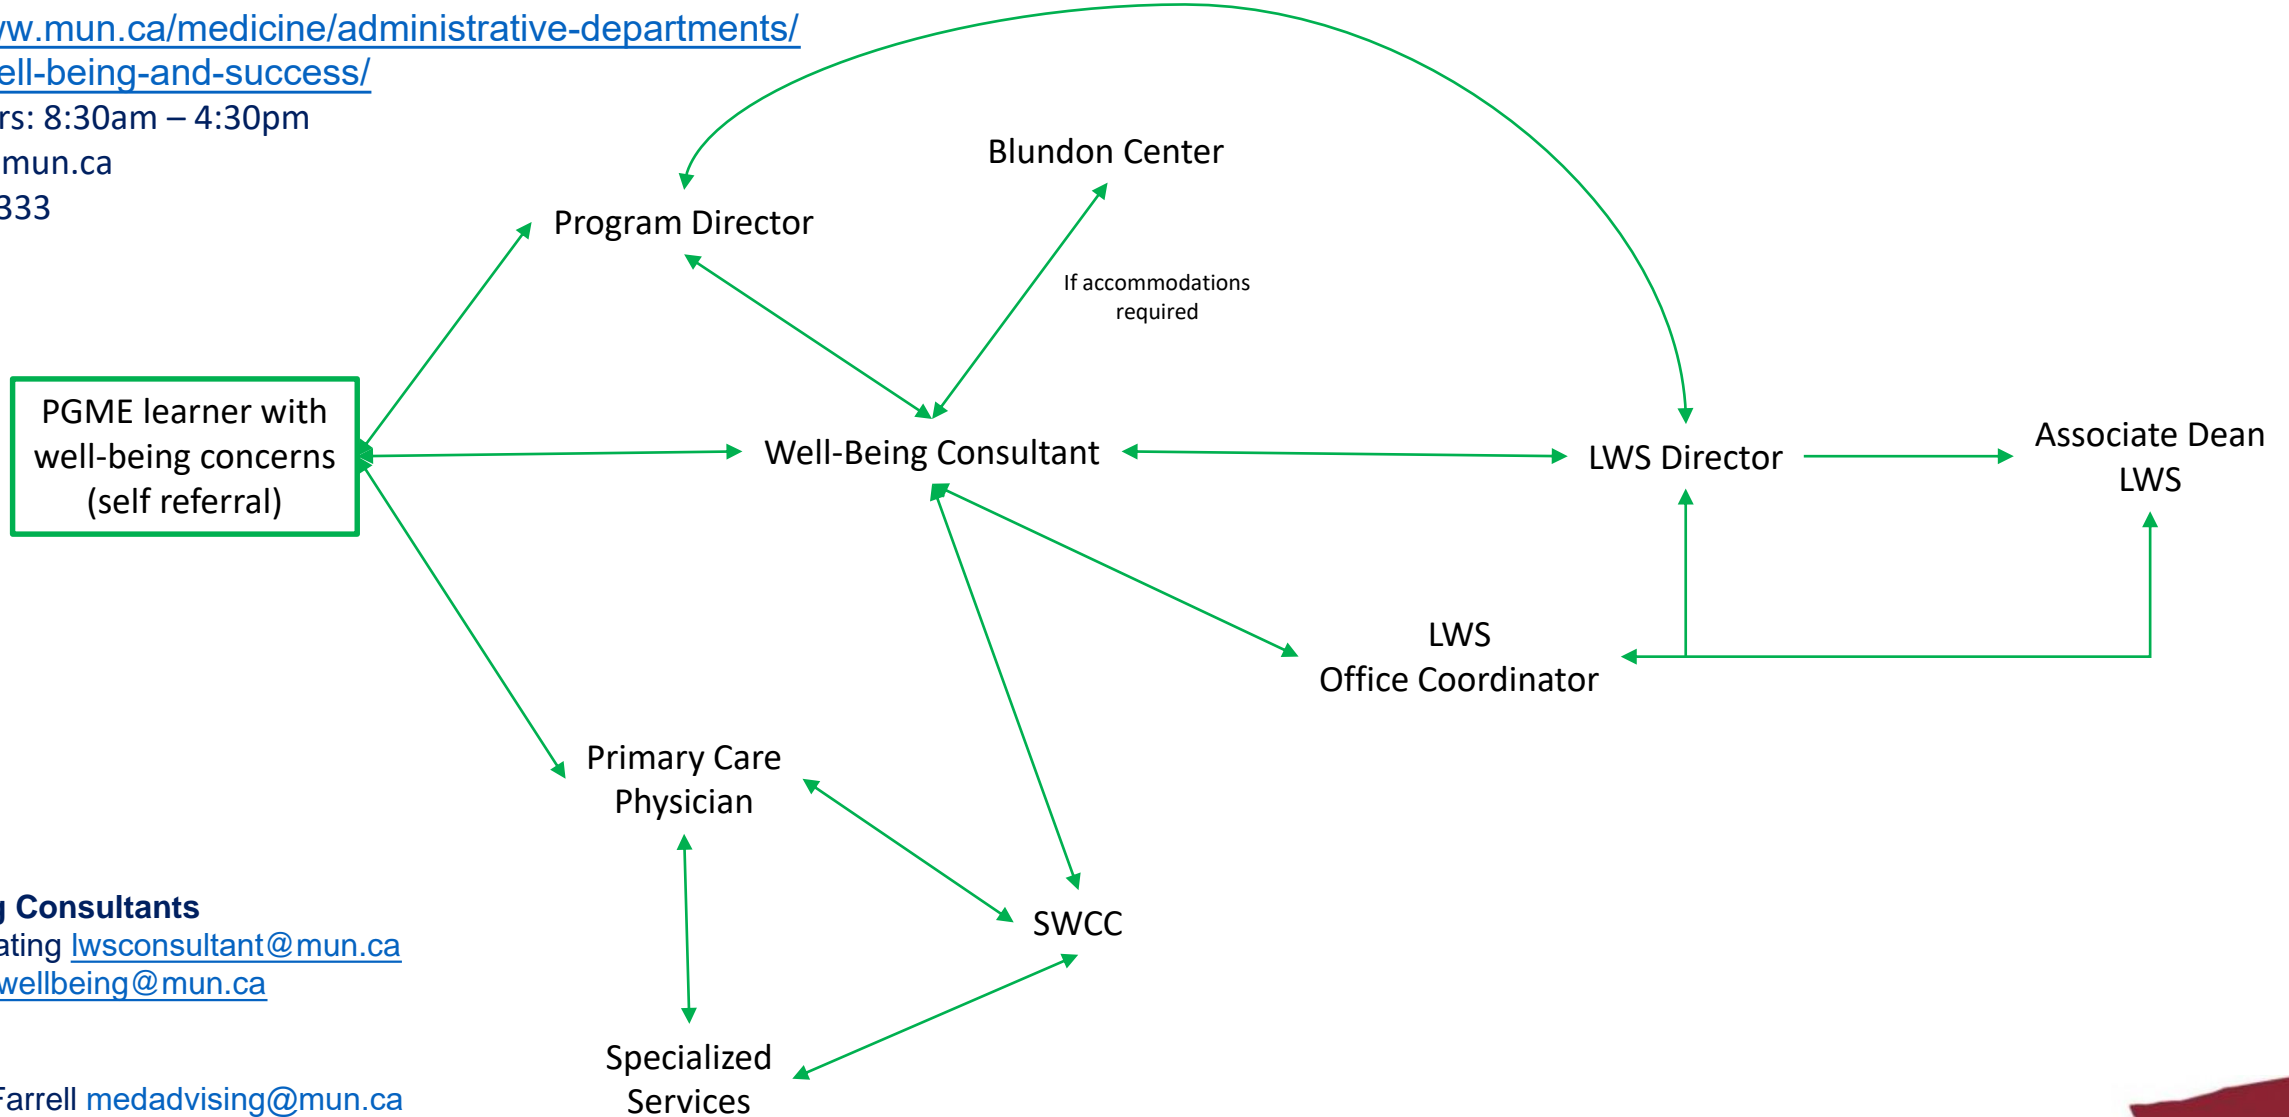 ww.mun.ca/medicine/administrative-departments/
ell-being-and-success/
rs: 8:30am – 4:30pm
mun.ca
333
Blundon Center
Program Director
If accommodations
required
PGME learner with
well-being concerns
(self referral)
Well-Being Consultant
LWS Director
Associate Dean
LWS
LWS
Office Coordinator
Primary Care
Physician
SWCC
Specialized
Services
g Consultants
ating lwsconsultant@mun.ca
wellbeing@mun.ca
Farrell medadvising@mun.ca